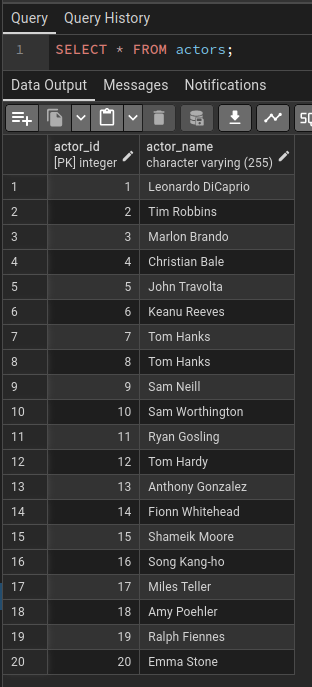 Query Query History
1 SELECT * FROM actors;
Data Output Messages Notifications
SQ
actor_id actor_name
[PK] integer character varying (255)
1 1 Leonardo DiCaprio
2 2 Tim Robbins
3 3 Marlon Brando
4 4 Christian Bale
5 5 John Travolta
6 6 Keanu Reeves
7 7 Tom Hanks
8 8 Tom Hanks
9 9 Sam Neill
10 10 Sam Worthington
11 11 Ryan Gosling
12 12 Tom Hardy
13 13 Anthony Gonzalez
14 14 Fionn Whitehead
15 15 Shameik Moore
16 16 Song Kang-ho
17 17 Miles Teller
18 18 Amy Poehler
19 19 Ralph Fiennes
20 20 Emma Stone